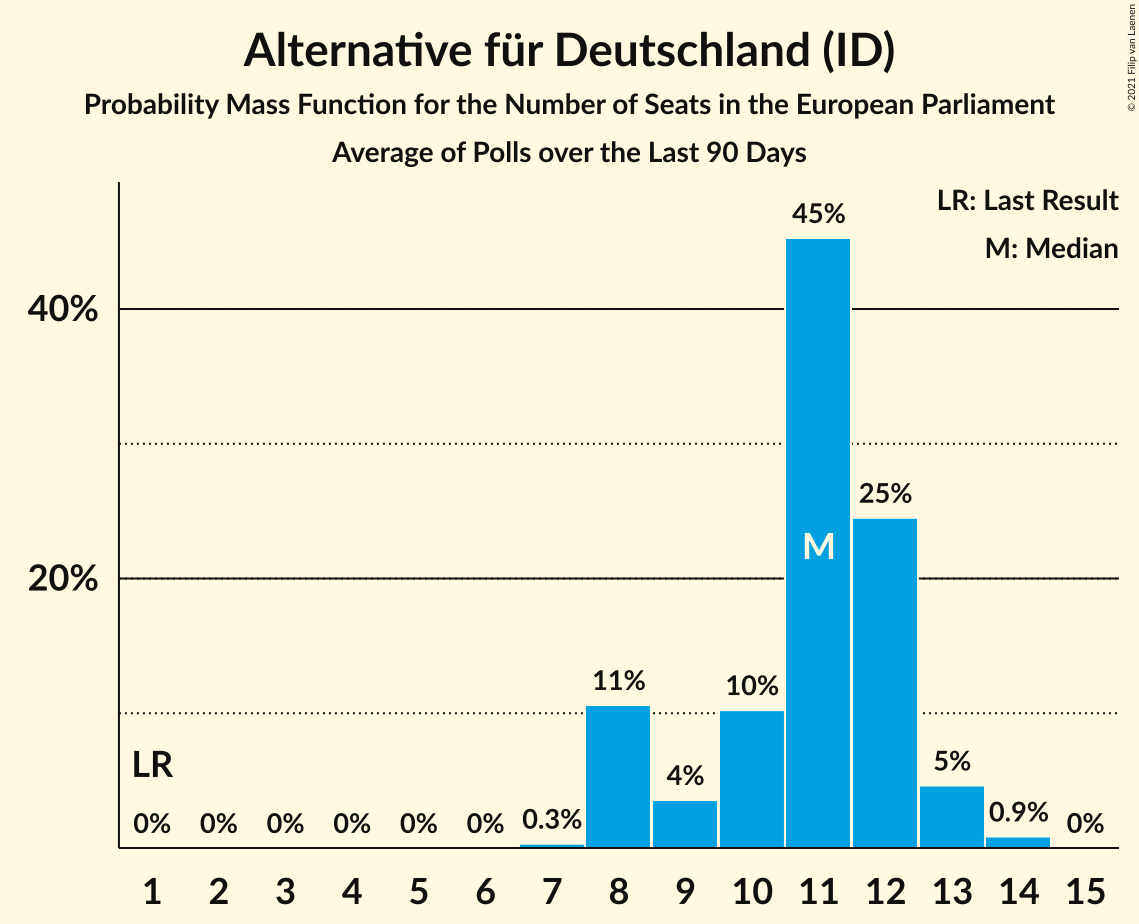 Alternative für Deutschland (ID)
Probability Mass Function for the Number of Seats in the European Parliament
Average of Polls over the Last 90 Days
© 2021 Filip van Laenen
LR: Last Result
M: Median
40%
20%
45%
25%
M
11%
10%
4%
5%
LR
0% 0% 0% 0% 0% 0% 0.3% 0.9% 0%
1 2 3 4 5 6 7 8 9 10 11 12 13 14 15